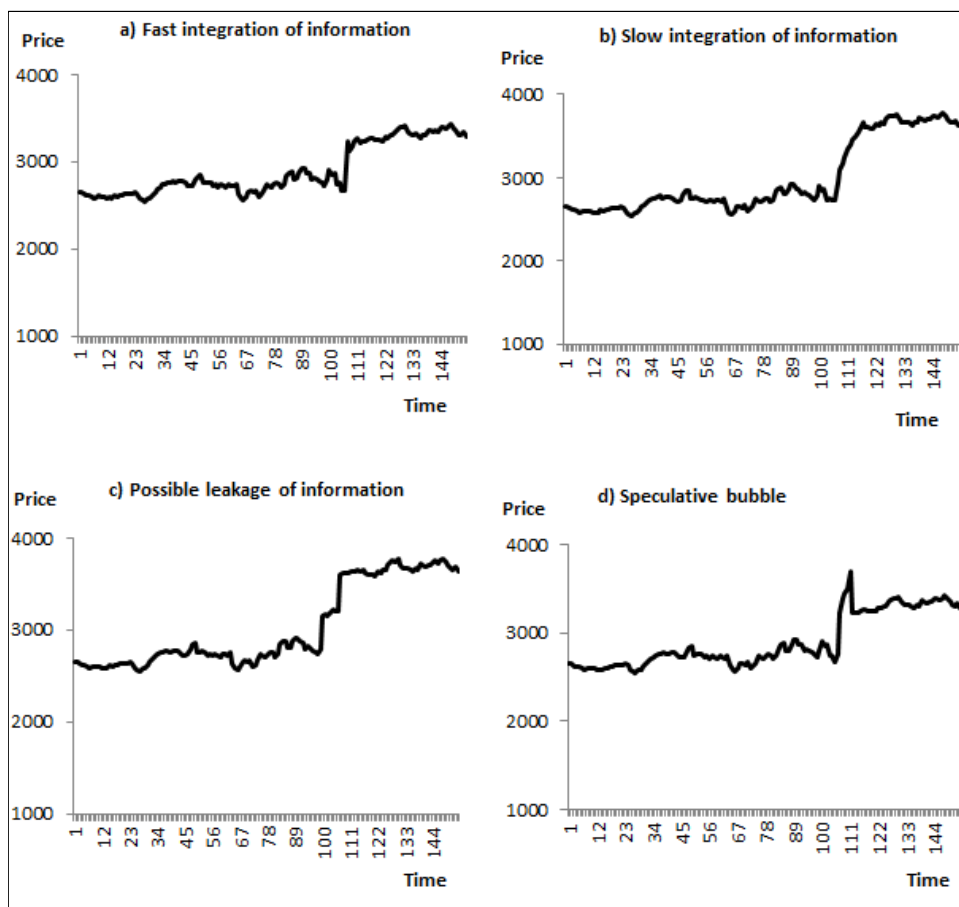 a) Fast integration of information
Price
4000
3000
2000
1000
1 12 23 34 45 56 67 78 89 100 111 122 133 144
Time
b) Slow integration of information
Price
4000
3000
2000
1000
1 12 23 34 45 56 67 78 89 100 111 122 133 144
Time
c) Possible leakage of information
Price
4000
3000
2000
1000
1 12 23 34 45 56 67 78 89 100 111 122 133 144
Time
d) Speculative bubble
Price
4000
3000
2000
1000
1 12 23 34 45 56 67 78 89 100 111 122 133 144
Time